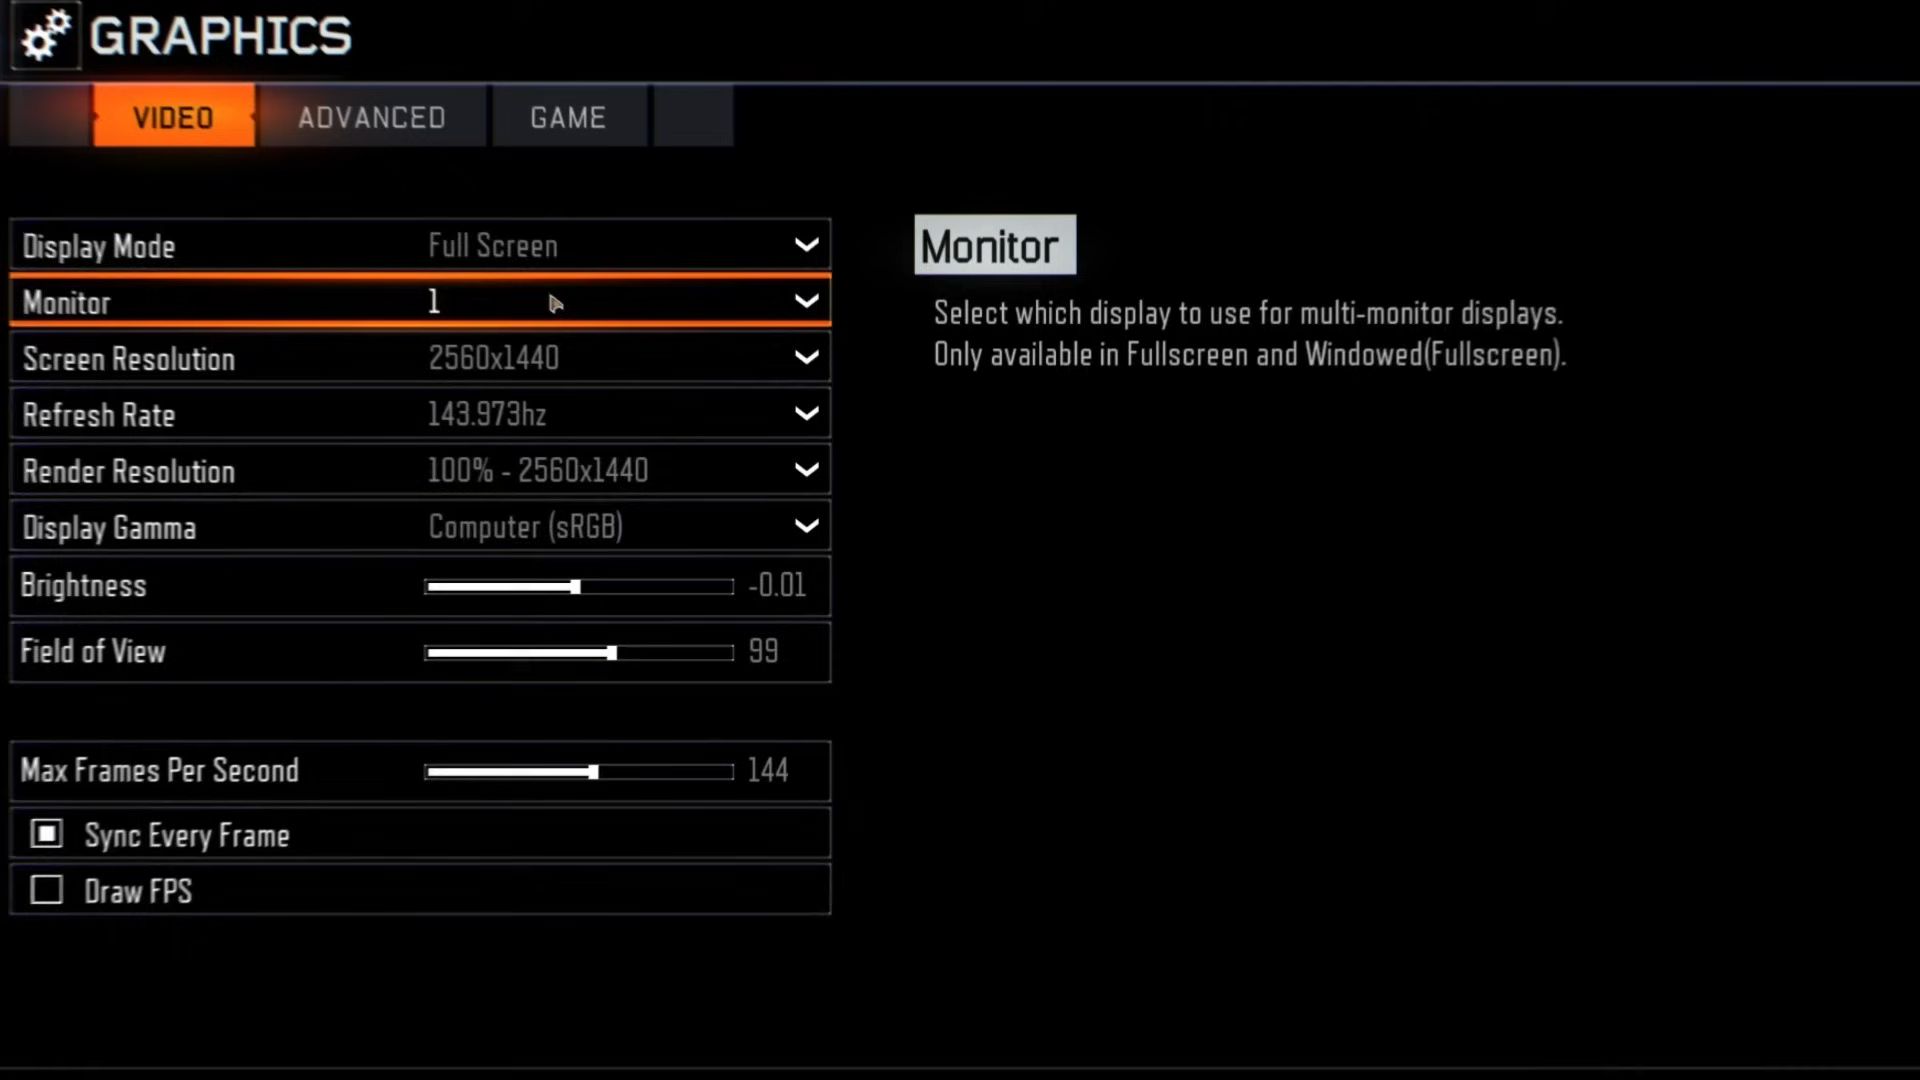 GRAPHICS
VIDEO ADVANCED GAME
Display Mode Full Screen
Monitor 1
Screen Resolution 2560x1440
Refresh Rate 143.973hz
Render Resolution 100% - 2560x1440
Display Gamma Computer (sRGB)
Brightness -0.01
Field of View 99
Max Frames Per Second 144
Sync Every Frame
Draw FPS
Monitor
Select which display to use for multi-monitor displays.
Only available in Fullscreen and Windowed(Fullscreen).